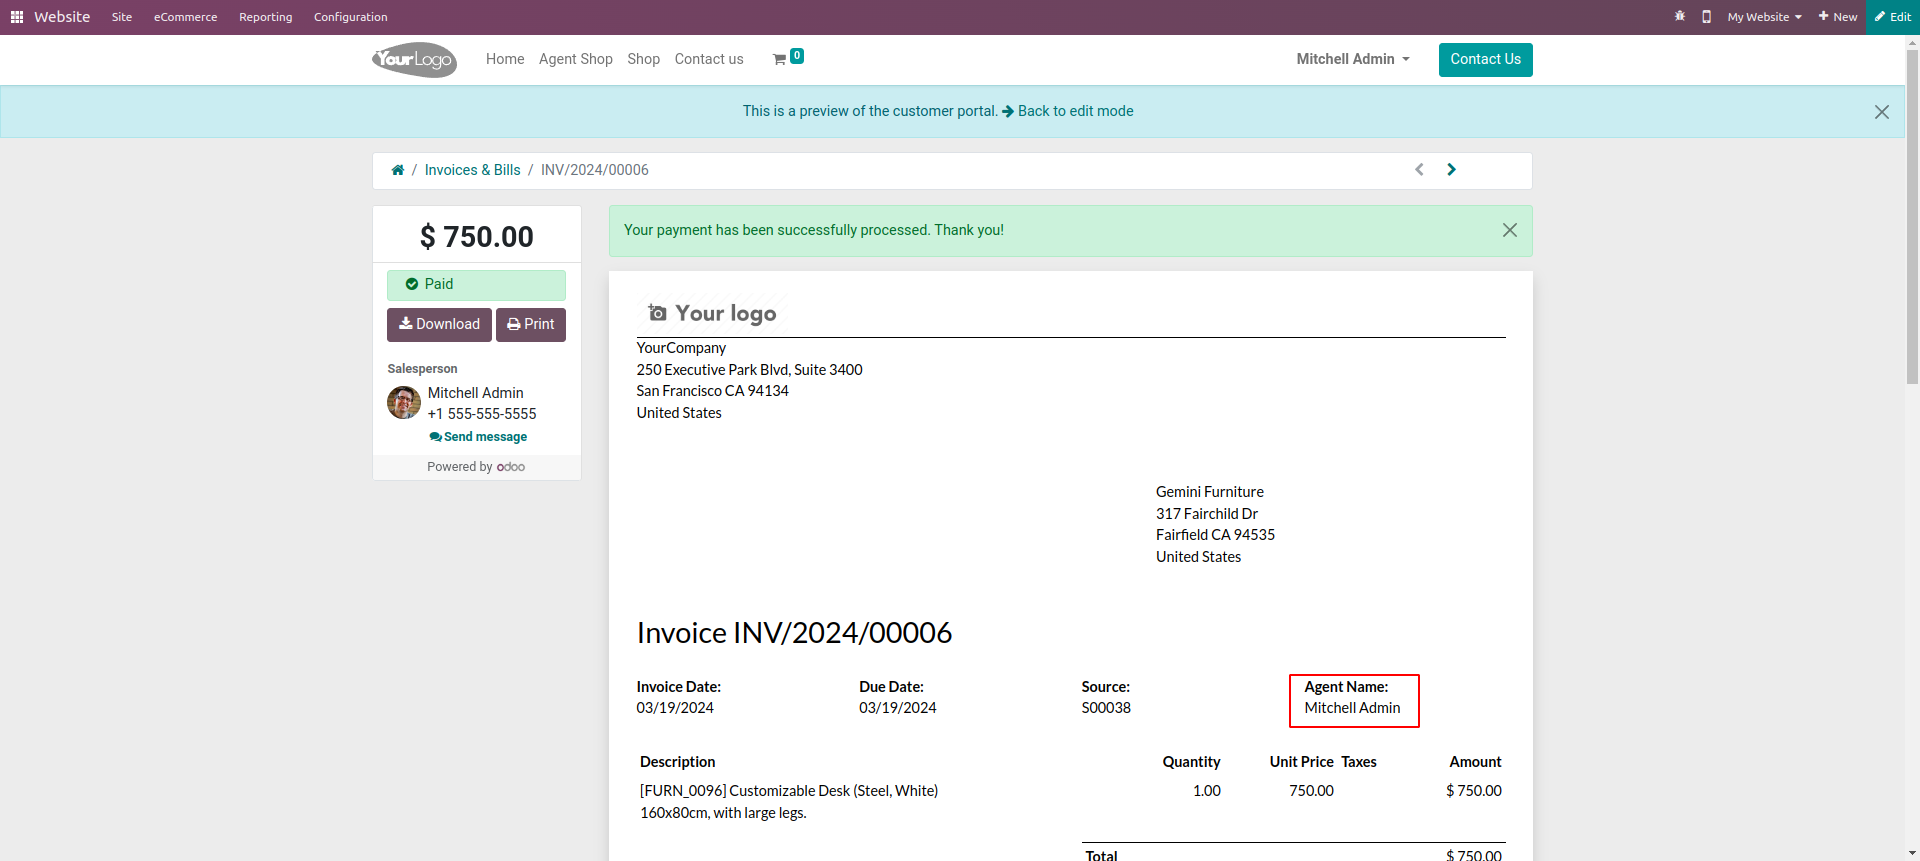 Website Site eCommerce Reporting Configuration My Website New Edit
YourLogo Home Agent Shop Shop Contact us 0 Mitchell Admin Contact Us
This is a preview of the customer portal. Back to edit mode
/ Invoices & Bills / INV/2024/00006
$ 750.00
Paid
Download Print
Salesperson
Mitchell Admin
+1 555-555-5555
Send message
Powered by odoo
Your payment has been successfully processed. Thank you!
Your logo
YourCompany
250 Executive Park Blvd, Suite 3400
San Francisco CA 94134
United States
Gemini Furniture
317 Fairchild Dr
Fairfield CA 94535
United States
Invoice INV/2024/00006
Invoice Date: Due Date: Source: Agent Name:
03/19/2024 03/19/2024 S00038 Mitchell Admin
Description Quantity Unit Price Taxes Amount
[FURN_0096] Customizable Desk (Steel, White) 1.00 750.00 $ 750.00
160x80cm, with large legs.
Total $ 750.00